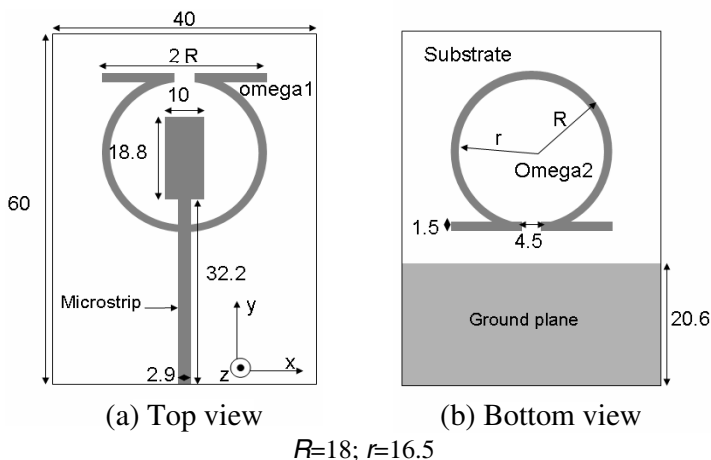 40
2 R
omega1
10
18.8
60
32.2
Microstrip
y
x
z
2.9
(a) Top view
Substrate
R
r
Omega2
1.5
4.5
Ground plane
20.6
(b) Bottom view
R=18; r=16.5